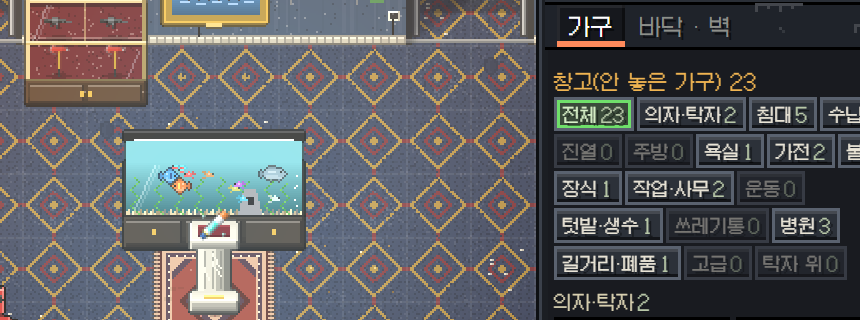 가구 바닥 · 벽
창고(안 놓은 가구) 23
전체 23 의자·탁자 2 침대 5 수납
진열 0 주방 0 욕실 1 가전 2
장식 1 작업·사무 2 운동 0
텃밭·생수 1 쓰레기통 0 병원 3
길거리·폐품 1 고급 0 탁자 위 0
의자·탁자 2